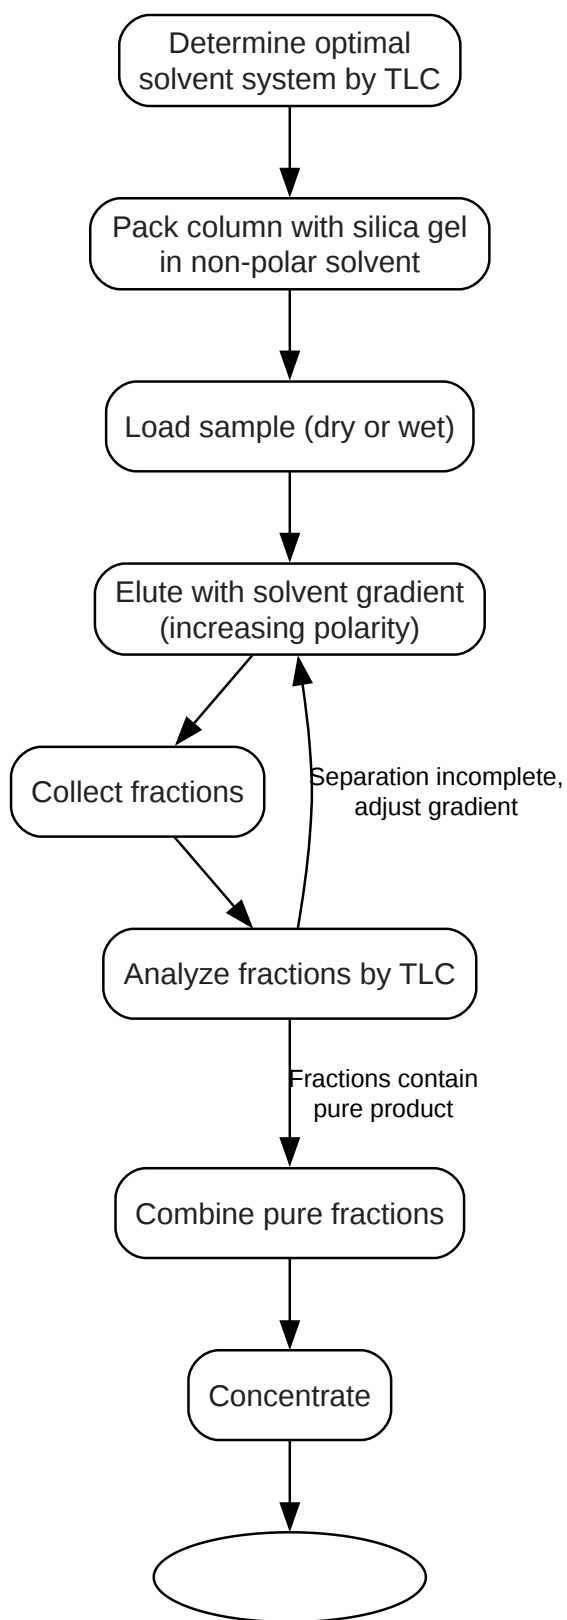 Determine optimal
solvent system by TLC
Pack column with silica gel
in non-polar solvent
Load sample (dry or wet)
Elute with solvent gradient
(increasing polarity)
Collect fractions
Separation incomplete,
adjust gradient
Analyze fractions by TLC
Fractions contain
pure product
Combine pure fractions
Concentrate